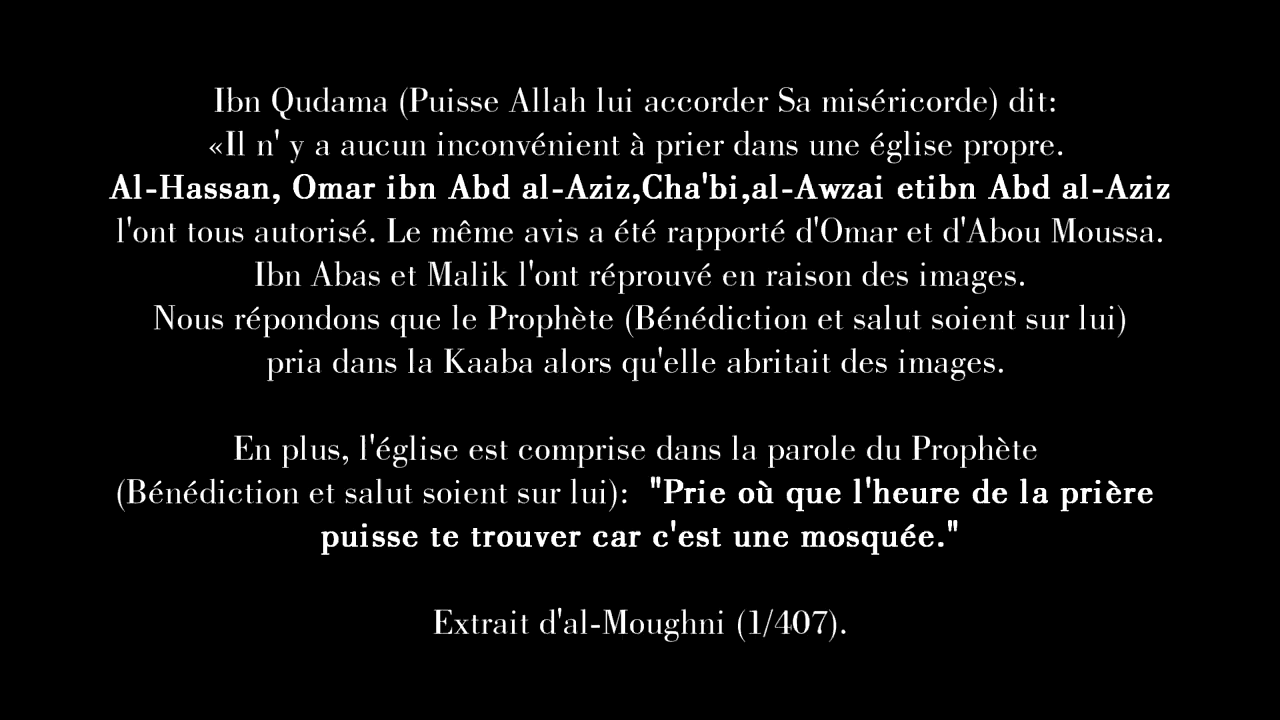 Ibn Qudama (Puisse Allah lui accorder Sa miséricorde) dit:
«Il n' y a aucun inconvénient à prier dans une église propre.
Al-Hassan, Omar ibn Abd al-Aziz,Cha'bi,al-Awzai etibn Abd al-Aziz
l'ont tous autorisé. Le même avis a été rapporté d'Omar et d'Abou Moussa.
Ibn Abas et Malik l'ont réprouvé en raison des images.
Nous répondons que le Prophète (Bénédiction et salut soient sur lui)
pria dans la Kaaba alors qu'elle abritait des images.
En plus, l'église est comprise dans la parole du Prophète
(Bénédiction et salut soient sur lui): "Prie où que l'heure de la prière
puisse te trouver car c'est une mosquée."
Extrait d'al-Moughni (1/407).